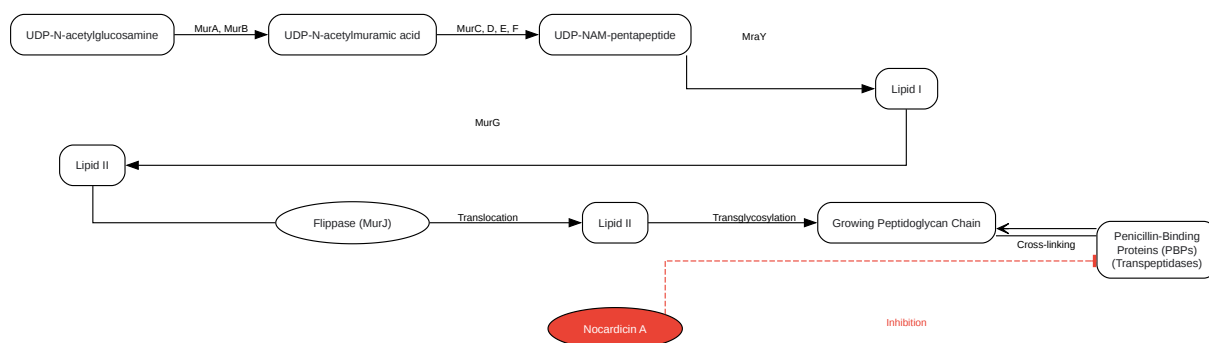 UDP-N-acetylglucosamine
MurA, MurB
UDP-N-acetylmuramic acid
MurC, D, E, F
UDP-NAM-pentapeptide
MraY
Lipid I
MurG
Lipid II
Flippase (MurJ)
Translocation
Lipid II
Transglycosylation
Growing Peptidoglycan Chain
Cross-linking
Penicillin-Binding
Proteins (PBPs)
(Transpeptidases)
Nocardicin A
Inhibition